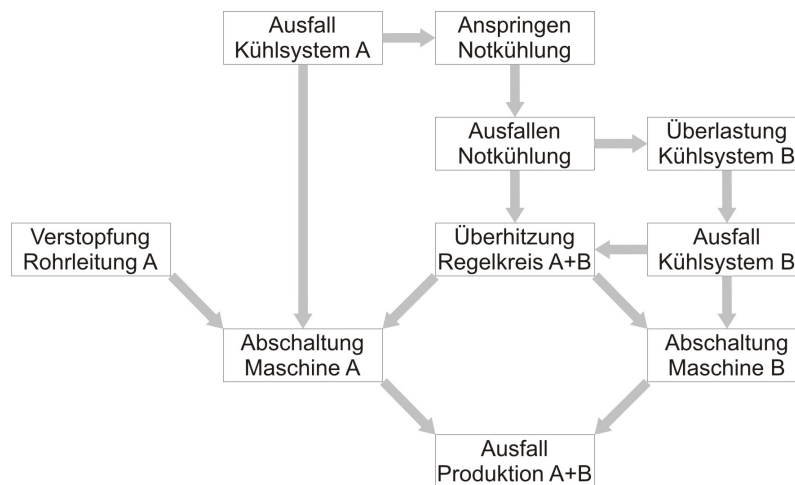 Ausfall
Kühlsystem A
Anspringen
Notkühlung
Ausfallen
Notkühlung
Überlastung
Kühlsystem B
Verstopfung
Rohrleitung A
Überhitzung
Regelkreis A+B
Ausfall
Kühlsystem B
Abschaltung
Maschine A
Abschaltung
Maschine B
Ausfall
Produktion A+B